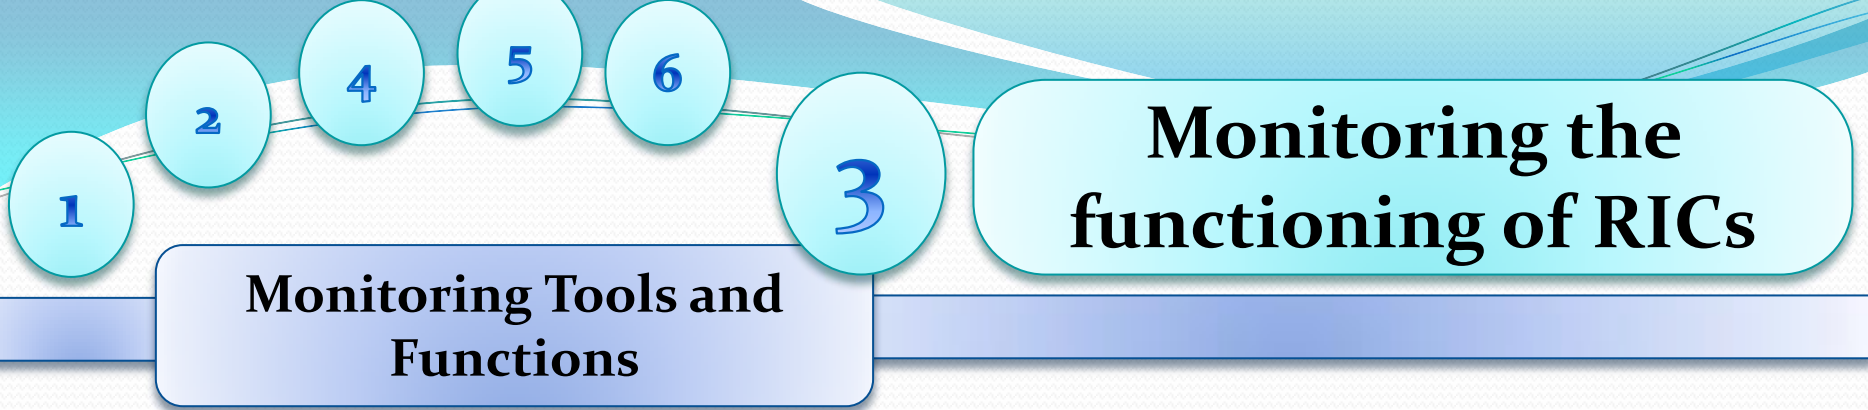 1
2
4
5
6
3
Monitoring the
functioning of RICs
Monitoring Tools and
Functions